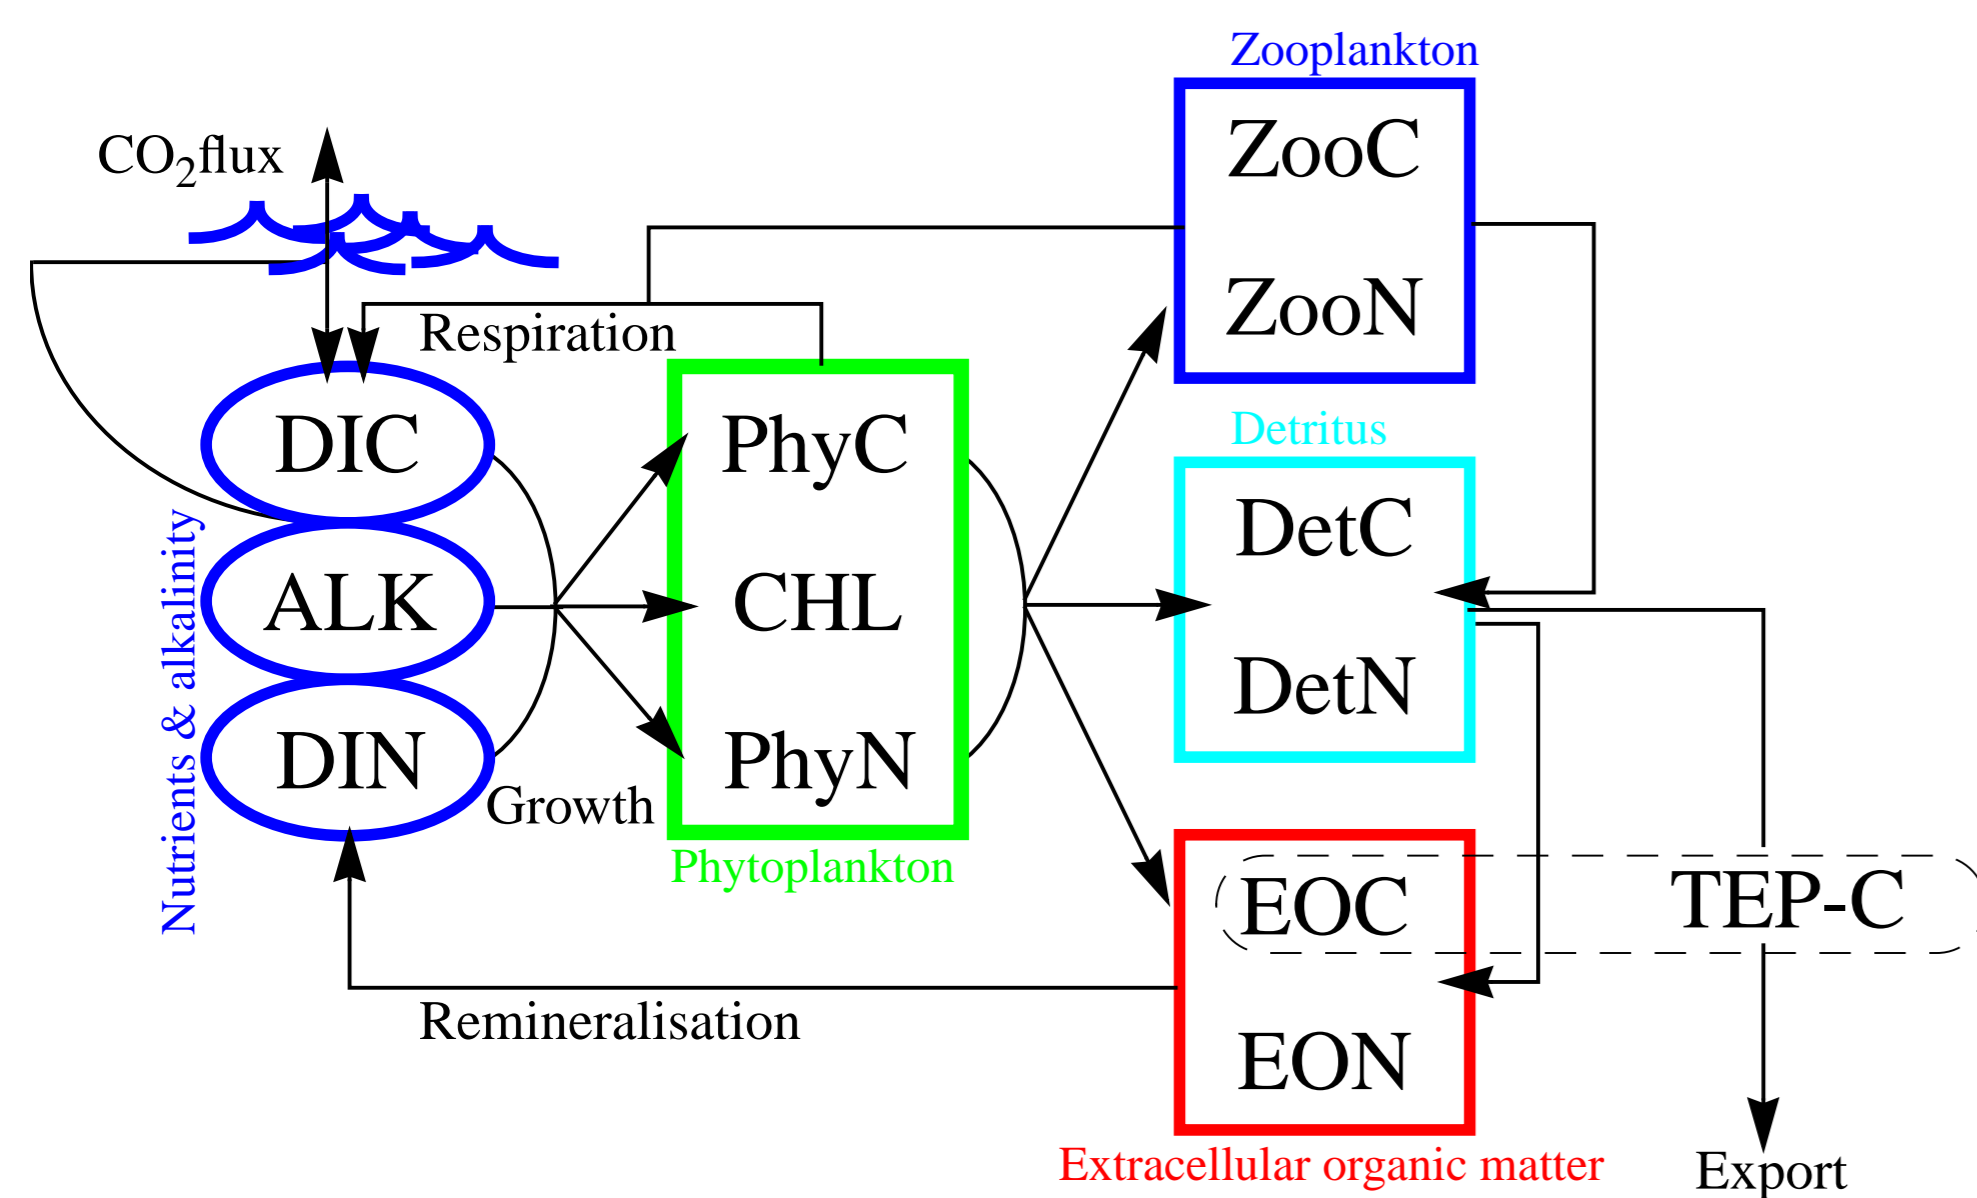 Zooplankton
ZooC
ZooN
CO₂flux
Respiration
DIC
ALK
DIN
Nutrients & alkalinity
Growth
PhyC
CHL
PhyN
Phytoplankton
Detritus
DetC
DetN
EOC
TEP-C
EON
Remineralisation
Extracellular organic matter
Export